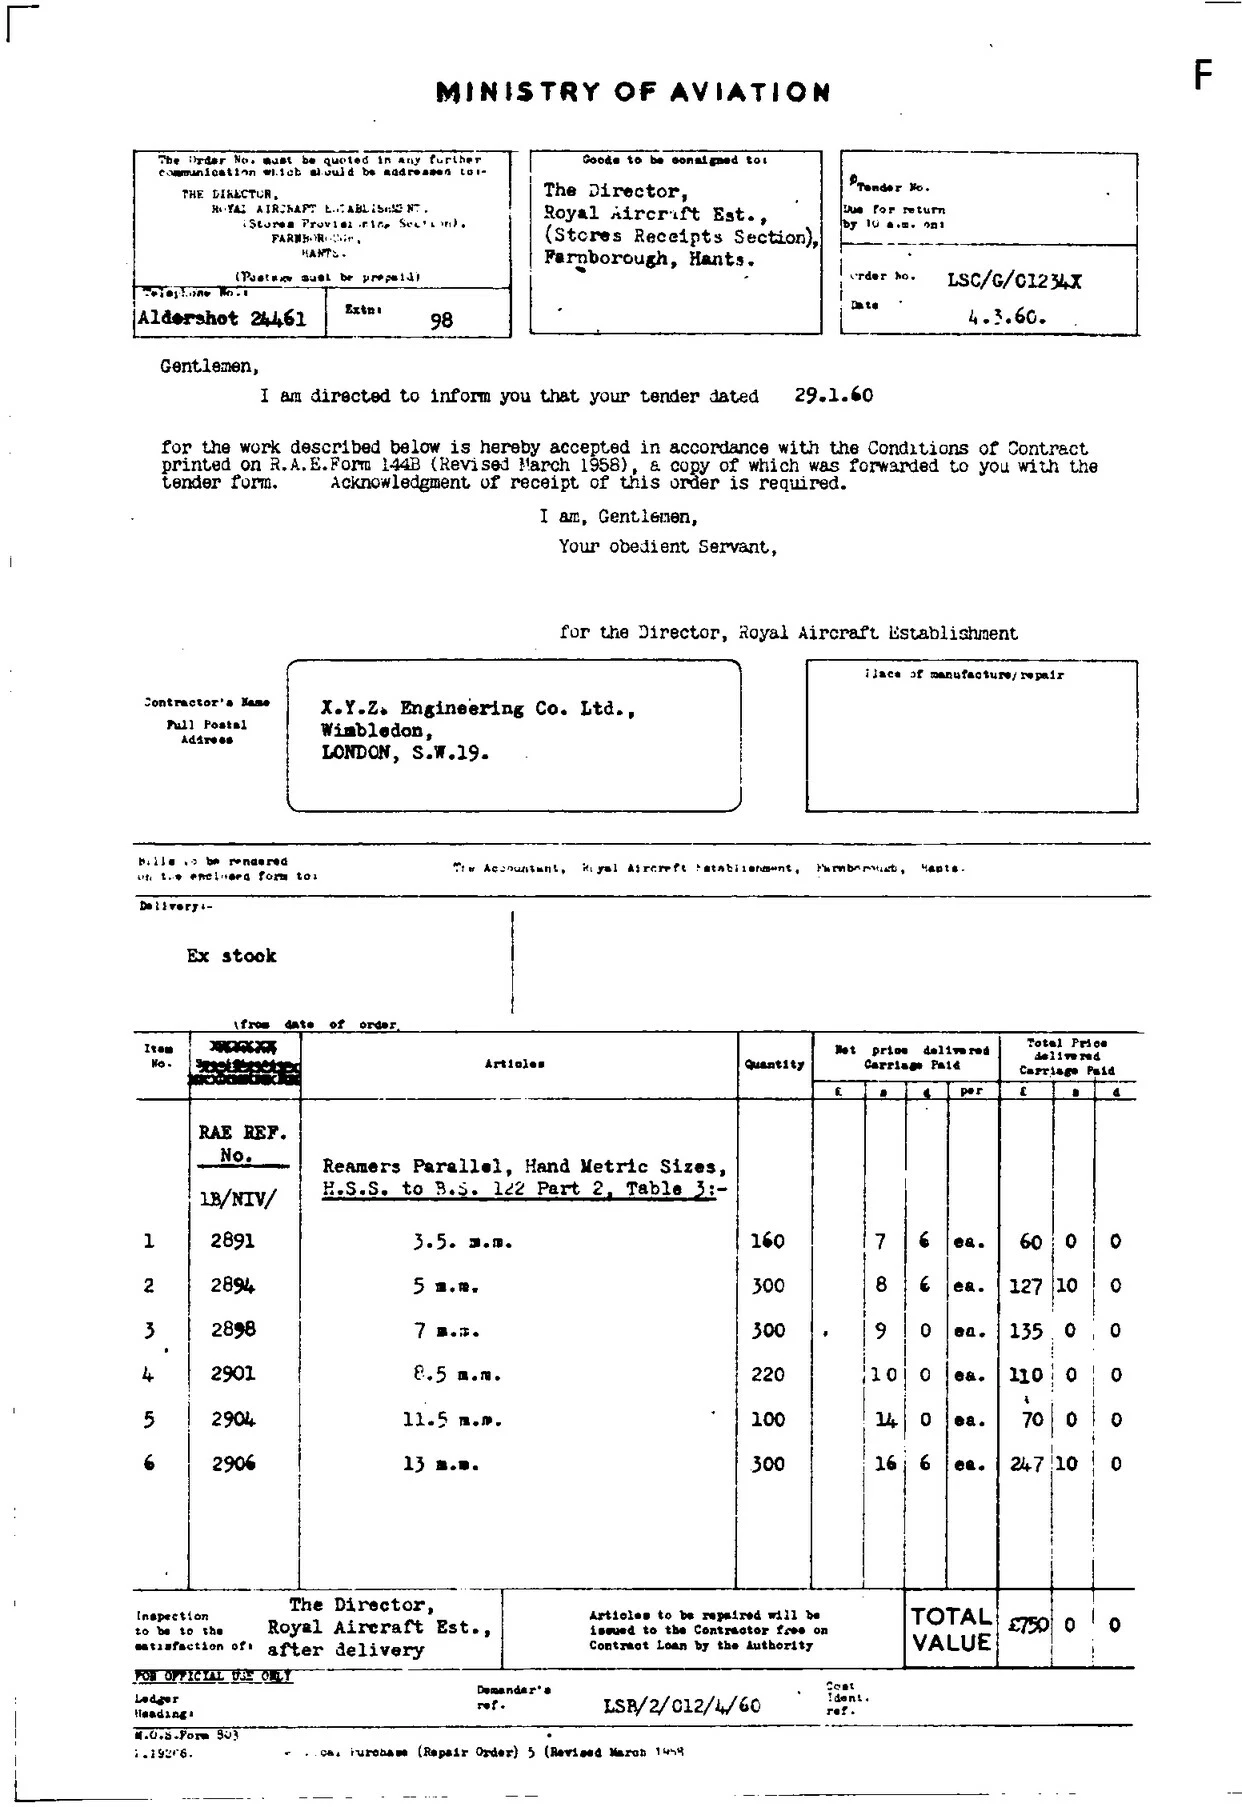 F
MINISTRY OF AVIATION
The Order No. must be quoted in any further
communication which should be addressed to:-
THE DIRECTOR,
ROYAL AIRCRAFT ESTABLISHMENT,
(Stores Provisioning Section),
FARNBOROUGH,
HANTS.
(Postage must be prepaid)
Telephone No.:
Aldershot 24461
Extn:
98
Goods to be consigned to:
The Director,
Royal Aircraft Est.,
(Stores Receipts Section),
Farnborough, Hants.
Tender No.
Due for return
by 10 a.m. on:
Order No. LSC/G/01234X
Date 4.3.60.
Gentlemen,
I am directed to inform you that your tender dated 29.1.60
for the work described below is hereby accepted in accordance with the Conditions of Contract
printed on R.A.E.Form 144B (Revised March 1958), a copy of which was forwarded to you with the
tender form. Acknowledgment of receipt of this order is required.
I am, Gentlemen,
Your obedient Servant,
for the Director, Royal Aircraft Establishment
Contractor's Name
Full Postal
Address
X.Y.Z. Engineering Co. Ltd.,
Wimbledon,
LONDON, S.W.19.
Place of manufacture/repair
Bills to be rendered
on the enclosed form to:
The Accountant, Royal Aircraft Establishment, Farnborough, Hants.
Delivery:-
Ex stock
(from date of order.
Item
No.
Articles
Quantity
Net price delivered
Carriage Paid
Total Price
delivered
Carriage Paid
£ s d per £ s d
RAE REF.
No.
1B/NIV/
Reamers Parallel, Hand Metric Sizes,
H.S.S. to B.S. 122 Part 2, Table 3:-
1 2891 3.5. m.m. 160 7 6 ea. 60 0 0
2 2894 5 m.m. 300 8 6 ea. 127 10 0
3 2898 7 m.m. 300 9 0 ea. 135 0 0
4 2901 8.5 m.m. 220 10 0 ea. 110 0 0
5 2904 11.5 m.m. 100 14 0 ea. 70 0 0
6 2906 13 m.m. 300 16 6 ea. 247 10 0
Inspection
to be to the
satisfaction of:
The Director,
Royal Aircraft Est.,
after delivery
Articles to be repaired will be
issued to the Contractor free on
Contract Loan by the Authority
TOTAL
VALUE
£750 0 0
FOR OFFICIAL USE ONLY
Ledger
Heading:
Demander's
ref.
LSB/2/012/4/60
Cost
Ident.
ref.
M.O.S.Form 803
Purchase (Repair Order) 5 (Revised March 1958